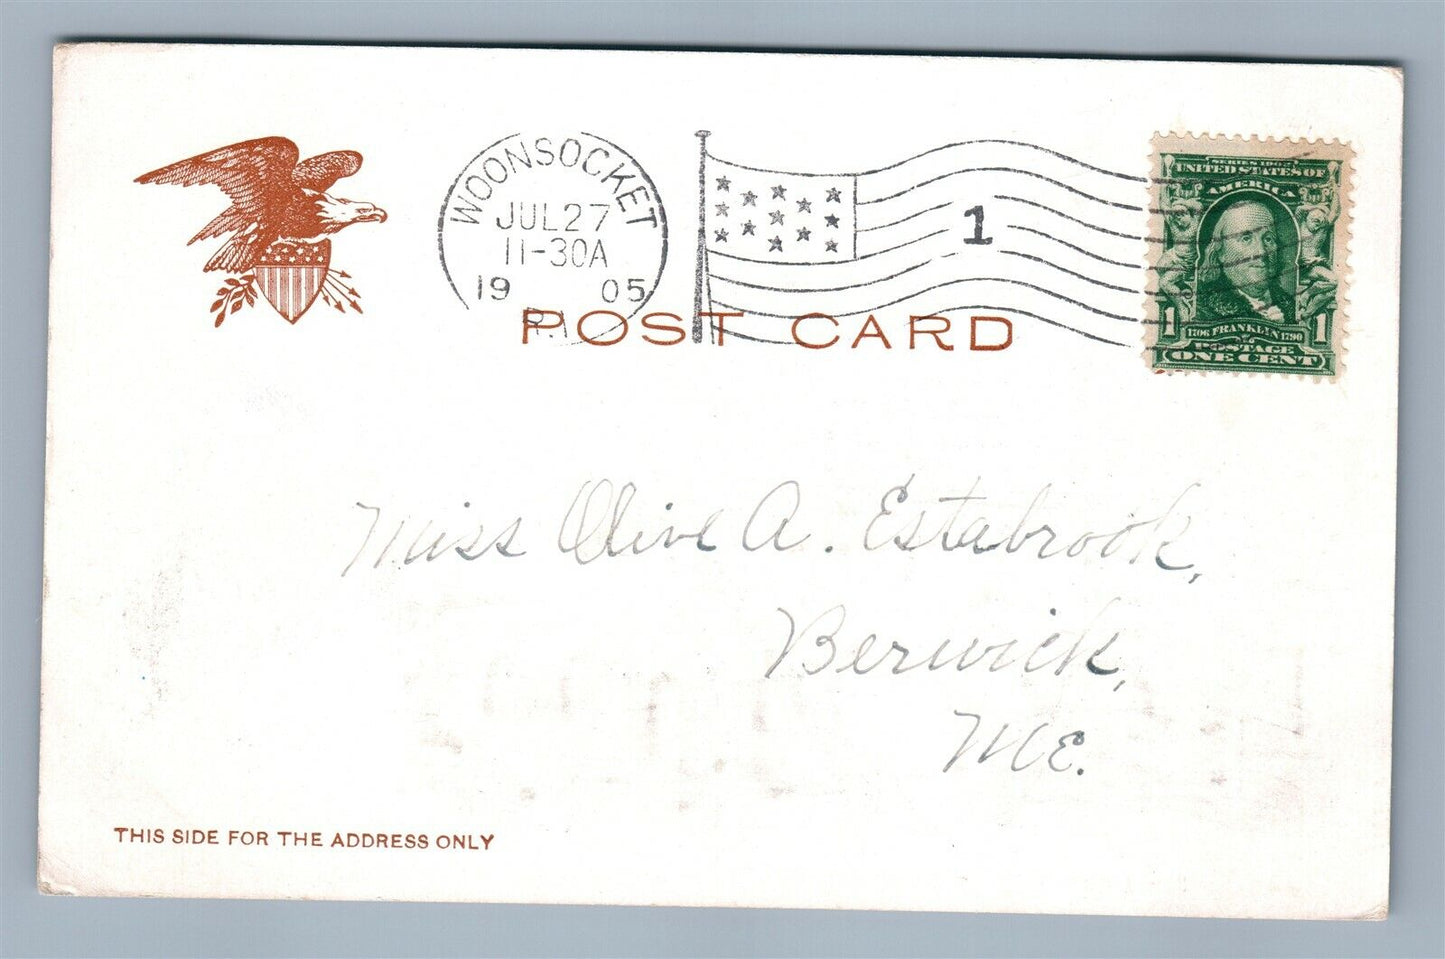 WOONSOCKET
JUL 27
11-30A
19 05
R.I.
1
SERIES 1902
UNITED STATES OF
AMERICA
1 1706 FRANKLIN 1790 1
POSTAGE
ONE CENT
POST CARD
Miss Olive A. Estabrook,
Berwick,
Me.
THIS SIDE FOR THE ADDRESS ONLY